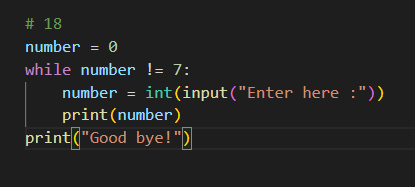 # 18
number = 0
while number != 7:
    number = int(input("Enter here :"))
    print(number)
print("Good bye!")